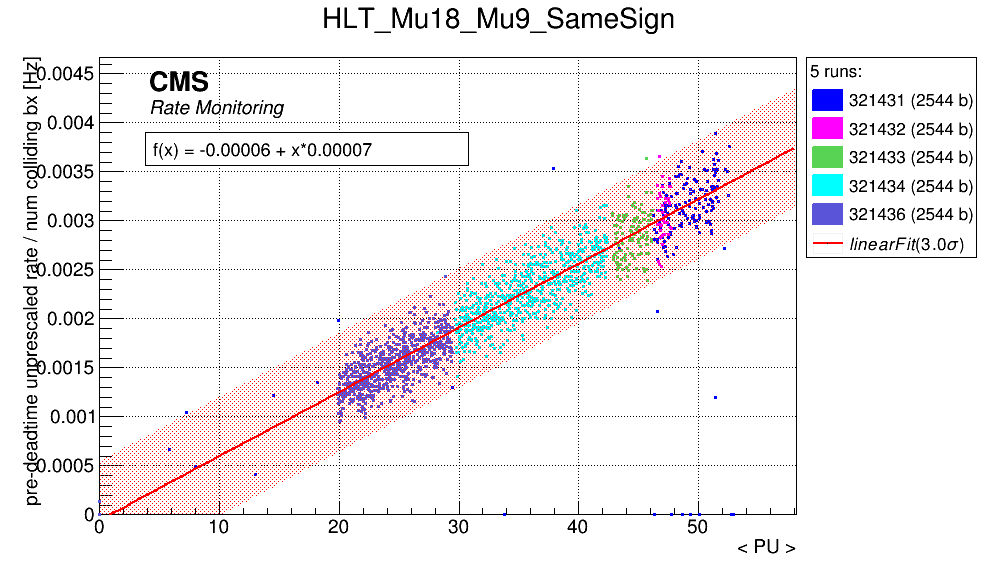 HLT_Mu18_Mu9_SameSign
pre-deadtime unprescaled rate / num colliding bx [Hz]
0.0045
0.004
0.0035
0.003
0.0025
0.002
0.0015
0.001
0.0005
0
CMS
Rate Monitoring
f(x) = -0.00006 + x*0.00007
0 10 20 30 40 50
< PU >
5 runs:
321431 (2544 b)
321432 (2544 b)
321433 (2544 b)
321434 (2544 b)
321436 (2544 b)
linearFit(3.0σ)